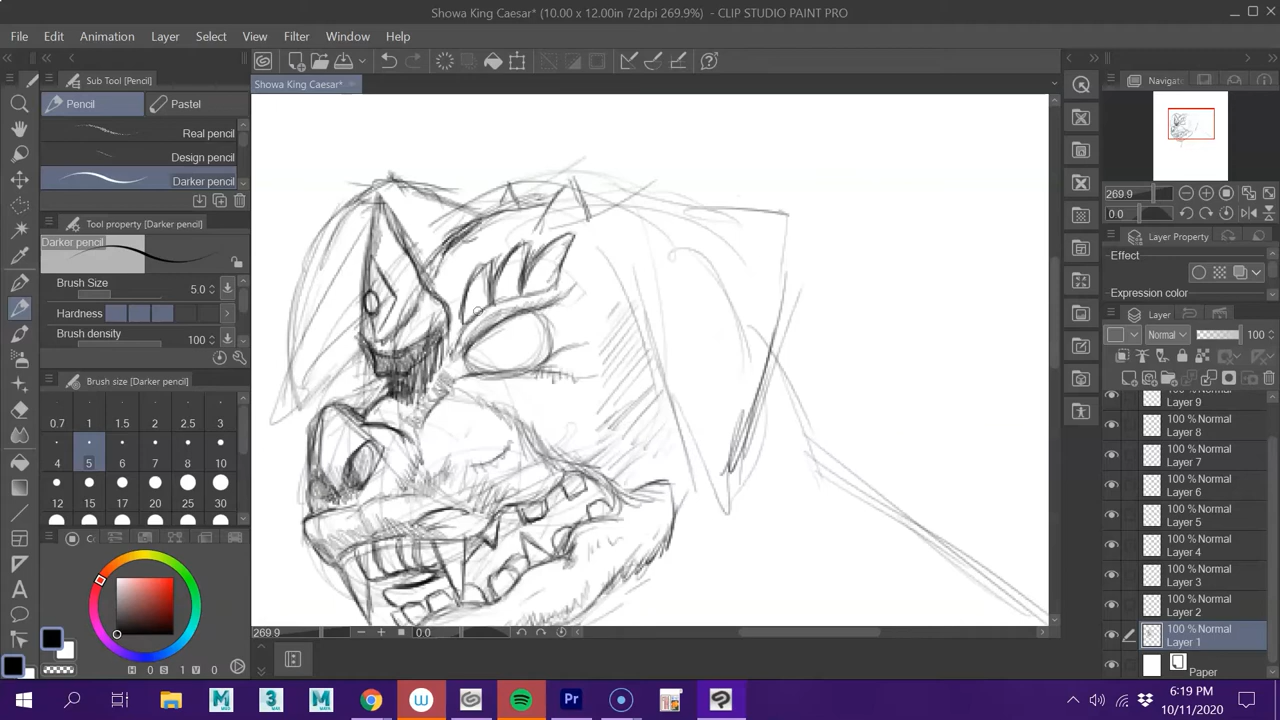 Showa King Caesar* (10.00 x 12.00in 72dpi 269.9%) - CLIP STUDIO PAINT PRO
File Edit Animation Layer Select View Filter Window Help
Sub Tool [Pencil]
Showa King Caesar*
Navigator
Pencil Pastel
Real pencil
Design pencil
Darker pencil
Tool property [Darker pencil]
Darker pencil
Brush Size 5.0
Hardness
Brush density 100
Brush size [Darker pencil]
0.7 1 1.5 2 2.5 3
4 5 6 7 8 10
12 15 17 20 25 30
H 0 S 1 V 0
269.9 0.0
269.9
0.0
Layer Property
Effect
Expression color
Layer
Normal 100
Layer 9
100 % Normal
Layer 8
100 % Normal
Layer 7
100 % Normal
Layer 6
100 % Normal
Layer 5
100 % Normal
Layer 4
100 % Normal
Layer 3
100 % Normal
Layer 2
100 % Normal
Layer 1
Paper
6:19 PM
10/11/2020